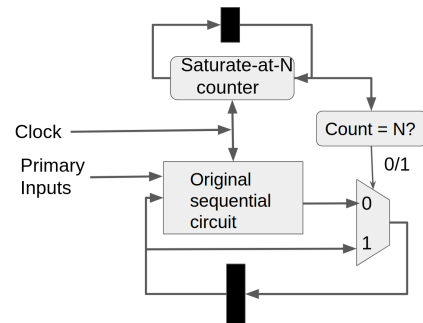 Saturate-at-N
counter
Clock
Count = N?
Primary
Inputs
0/1
Original
sequential
circuit
0
1